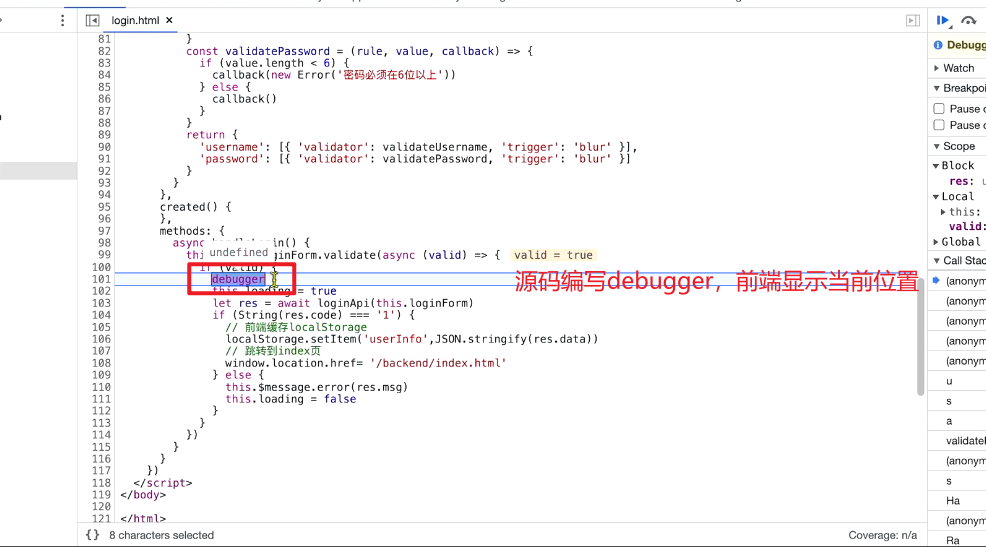 login.html ×
81 }
82 const validatePassword = (rule, value, callback) => {
83 if (value.length < 6) {
84 callback(new Error('密码必须在6位以上'))
85 } else {
86 callback()
87 }
88 }
89 return {
90 'username': [{ 'validator': validateUsername, 'trigger': 'blur' }],
91 'password': [{ 'validator': validatePassword, 'trigger': 'blur' }]
92 }
93 }
94 },
95 created() {
96 },
97 methods: {
98 async () {
undefined
99 inForm.validate(async (valid) => { valid = true
100 if (valid) {
101 debugger
源码编写debugger，前端显示当前位置
102 this.loading = true
103 let res = await loginApi(this.loginForm)
104 if (String(res.code) === '1') {
105 // 前端缓存localStorage
106 localStorage.setItem('userInfo',JSON.stringify(res.data))
107 // 跳转到index页
108 window.location.href= '/backend/index.html'
109 } else {
110 this.$message.error(res.msg)
111 this.loading = false
112 }
113 }
114 })
115 }
116 }
117 })
118 </script>
119 </body>
120
121 </html>
{} 8 characters selected
Coverage: n/a
Debugg
Watch
Breakpoi
Pause
Pause
Scope
Block
res: u
Local
this:
valid:
Global
Call Stac
(anonym
(anonym
(anonym
(anonym
(anonym
u
s
a
validatel
(anonym
s
Ha
(anonym
Ra